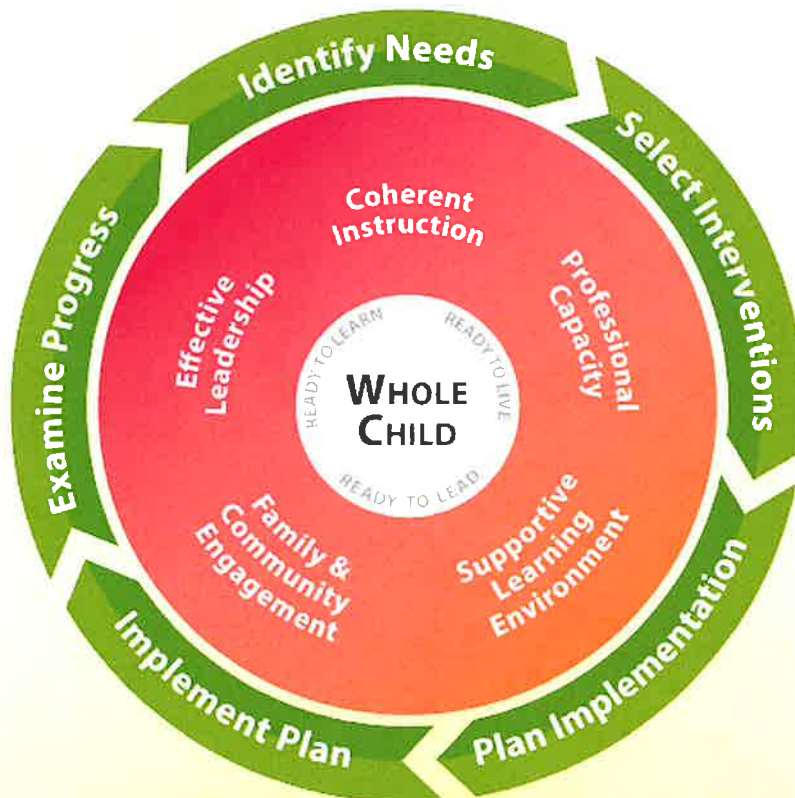 Identify Needs
Select Interventions
Plan Implementation
Implement Plan
Examine Progress
Coherent
Instruction
Professional
Capacity
Supportive
Learning
Environment
Family &
Community
Engagement
Effective
Leadership
READY TO LEARN
READY TO LIVE
READY TO LEAD
WHOLE
CHILD